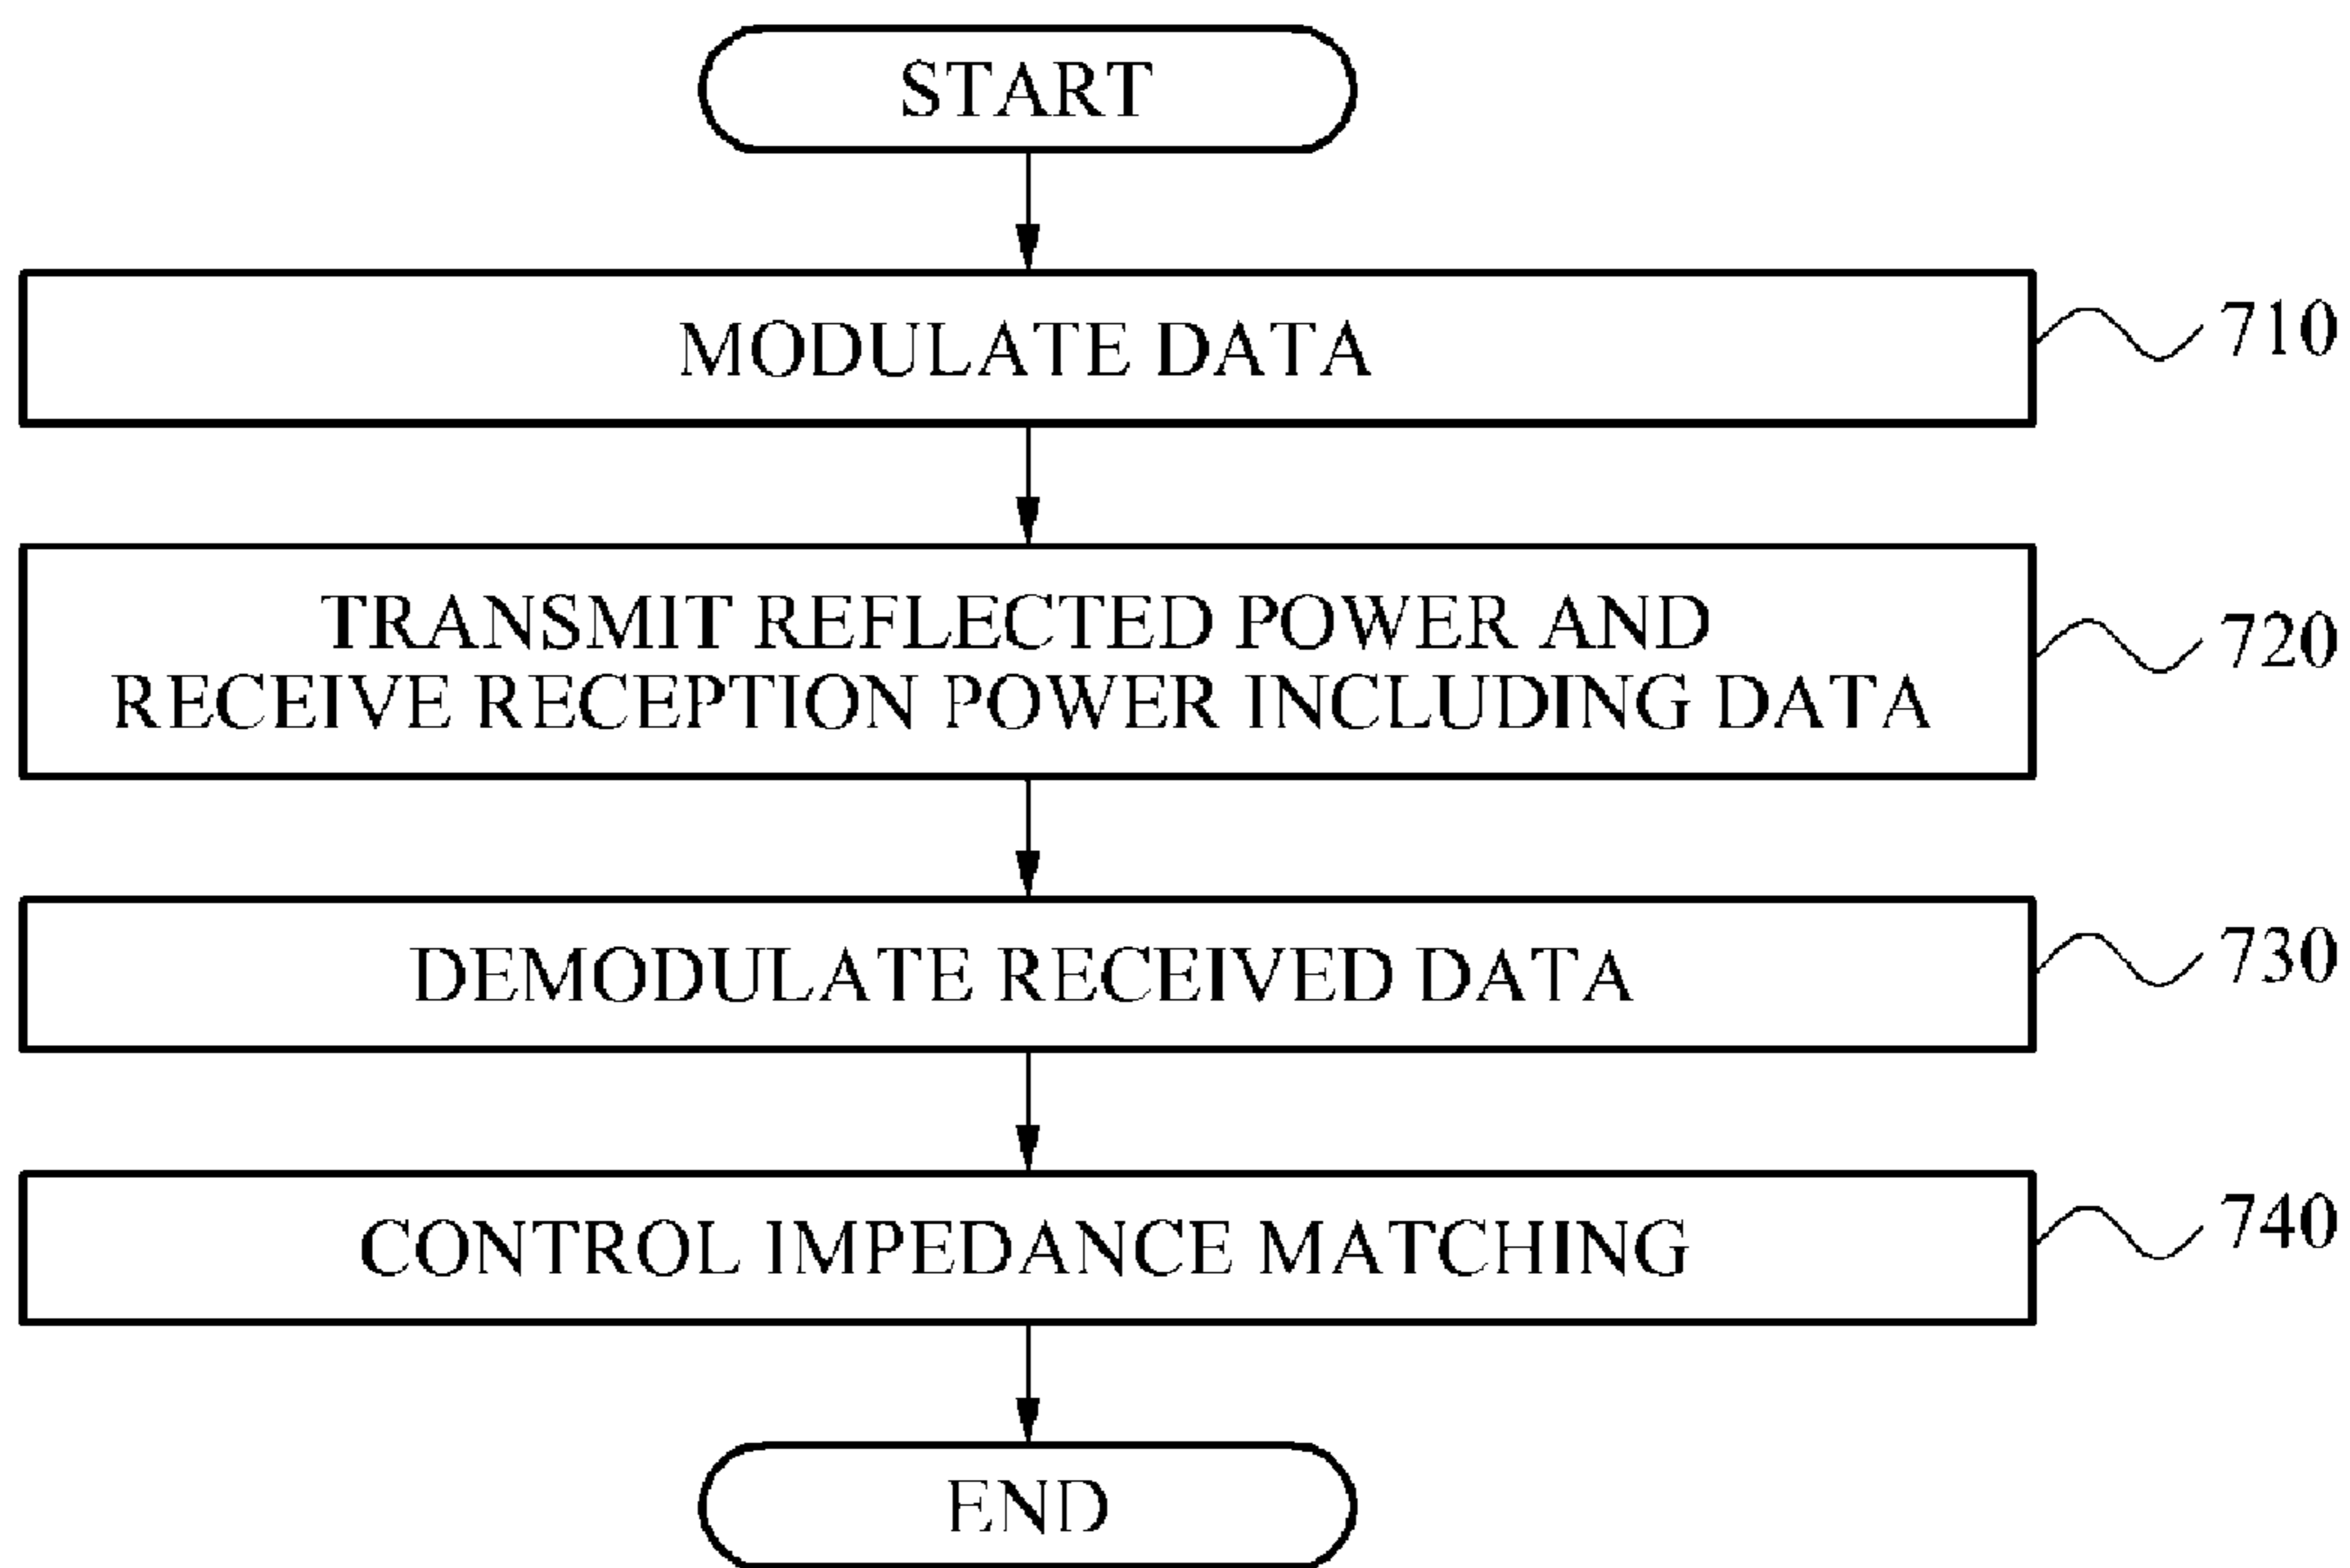 START
MODULATE DATA
710
TRANSMIT REFLECTED POWER AND
RECEIVE RECEPTION POWER INCLUDING DATA
720
DEMODULATE RECEIVED DATA
730
CONTROL IMPEDANCE MATCHING
740
END